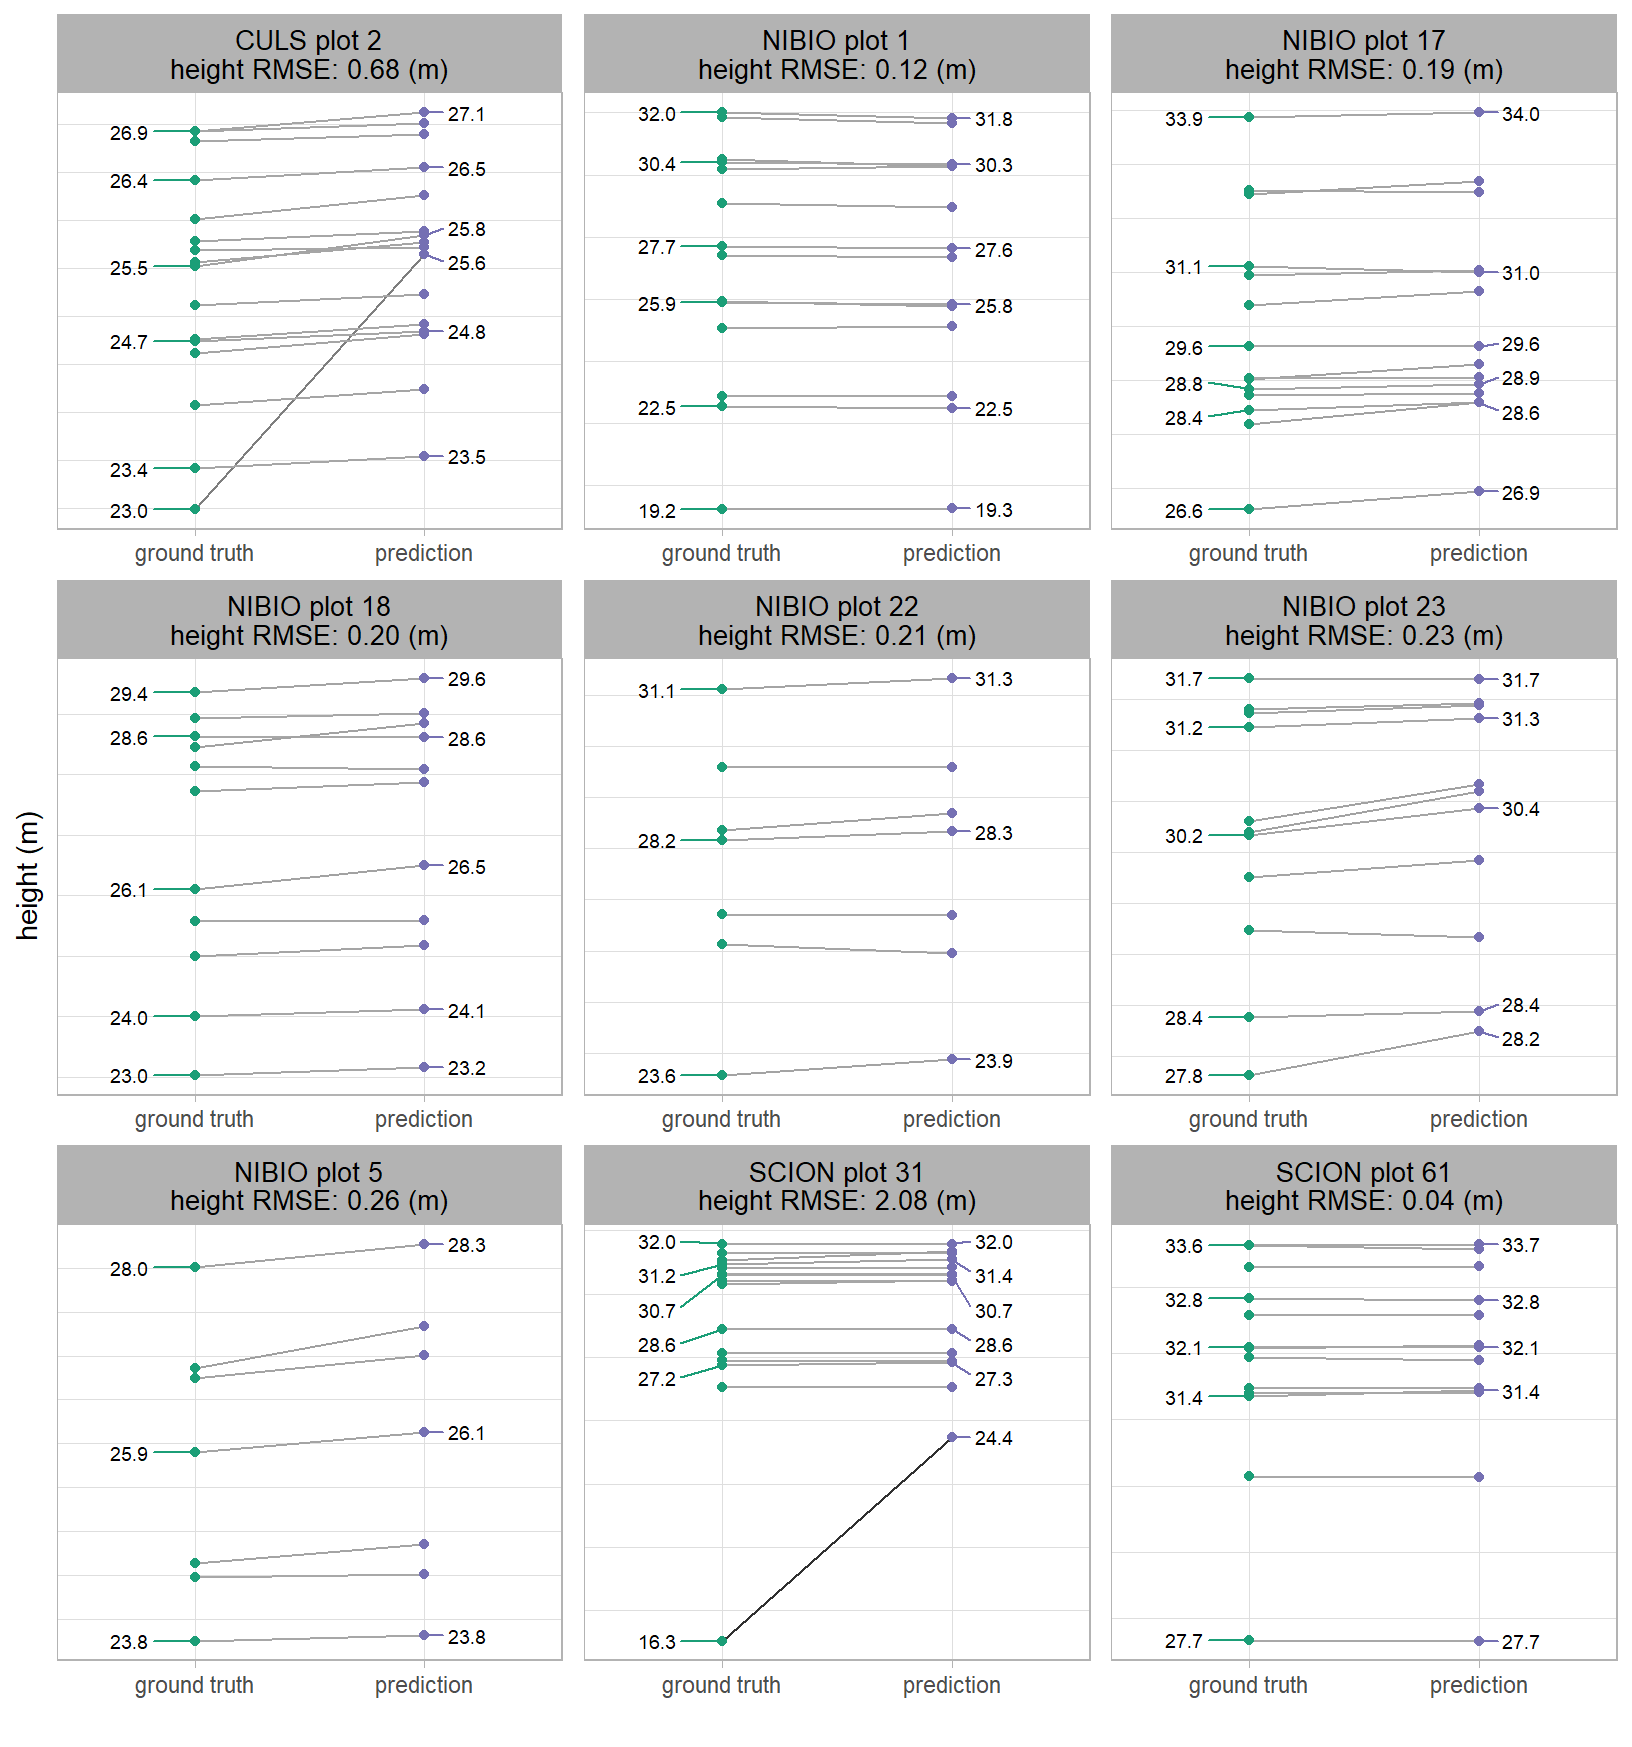 CULS plot 2
height RMSE: 0.68 (m)
NIBIO plot 1
height RMSE: 0.12 (m)
NIBIO plot 17
height RMSE: 0.19 (m)
26.9
26.4
25.5
24.7
23.4
23.0
27.1
26.5
25.8
25.6
24.8
23.5
32.0
30.4
27.7
25.9
22.5
19.2
31.8
30.3
27.6
25.8
22.5
19.3
33.9
31.1
29.6
28.8
28.4
26.6
34.0
31.0
29.6
28.9
28.6
26.9
ground truth
prediction
ground truth
prediction
ground truth
prediction
NIBIO plot 18
height RMSE: 0.20 (m)
NIBIO plot 22
height RMSE: 0.21 (m)
NIBIO plot 23
height RMSE: 0.23 (m)
height (m)
29.4
28.6
26.1
24.0
23.0
29.6
28.6
26.5
24.1
23.2
31.1
28.2
23.6
31.3
28.3
23.9
31.7
31.2
30.2
28.4
27.8
31.7
31.3
30.4
28.4
28.2
ground truth
prediction
ground truth
prediction
ground truth
prediction
NIBIO plot 5
height RMSE: 0.26 (m)
SCION plot 31
height RMSE: 2.08 (m)
SCION plot 61
height RMSE: 0.04 (m)
28.0
25.9
23.8
28.3
26.1
23.8
32.0
31.2
30.7
28.6
27.2
16.3
32.0
31.4
30.7
28.6
27.3
24.4
33.6
32.8
32.1
31.4
27.7
33.7
32.8
32.1
31.4
27.7
ground truth
prediction
ground truth
prediction
ground truth
prediction